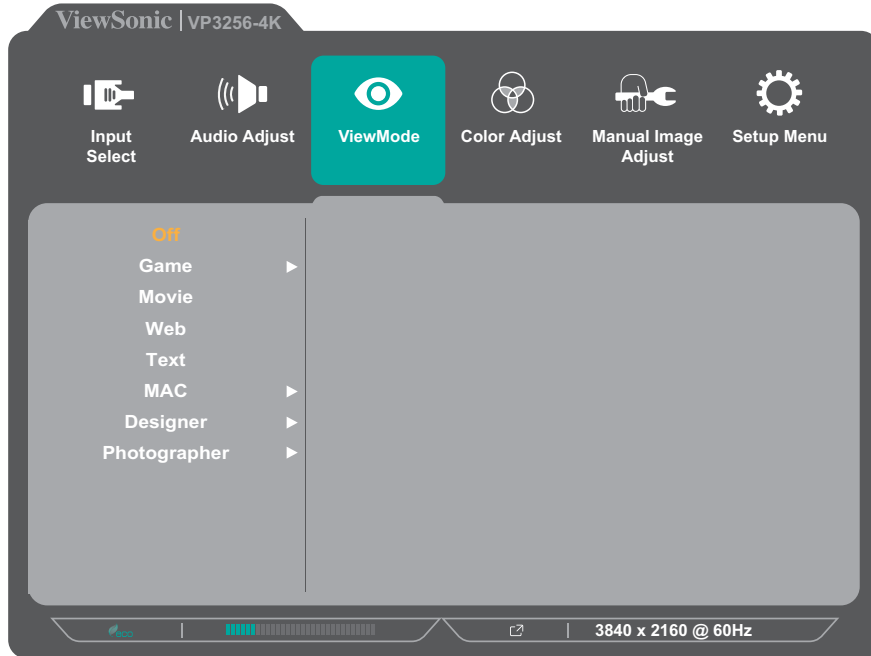 ViewSonic | VP3256-4K
Input Select
Audio Adjust
ViewMode
Color Adjust
Manual Image Adjust
Setup Menu
Off
Game
Movie
Web
Text
MAC
Designer
Photographer
eco
3840 x 2160 @ 60Hz